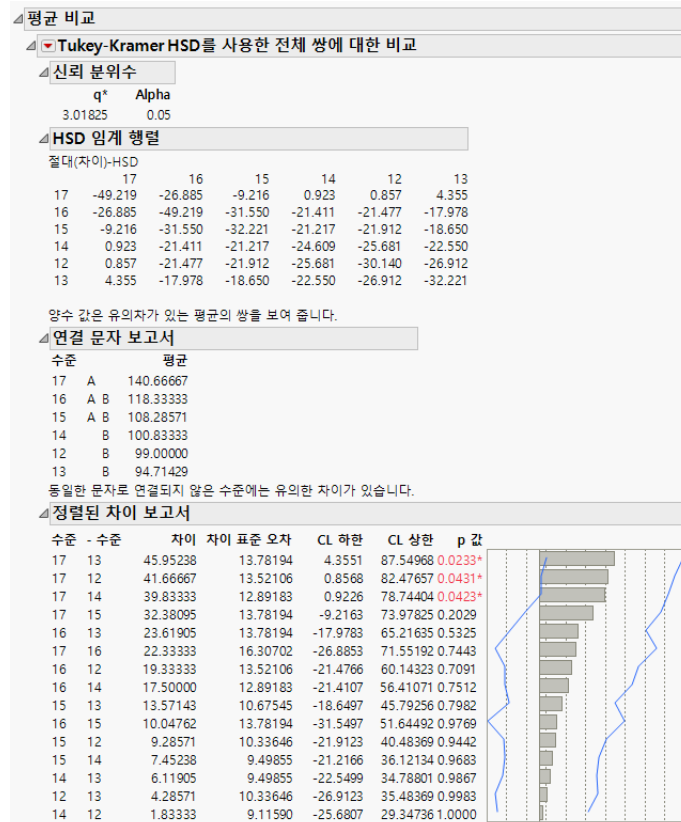 평균 비교
Tukey-Kramer HSD를 사용한 전체 쌍에 대한 비교
신뢰 분위수
q* Alpha
3.01825 0.05
HSD 임계 행렬
절대(차이)-HSD
17 16 15 14 12 13
17 -49.219 -26.885 -9.216 0.923 0.857 4.355
16 -26.885 -49.219 -31.550 -21.411 -21.477 -17.978
15 -9.216 -31.550 -32.221 -21.217 -21.912 -18.650
14 0.923 -21.411 -21.217 -24.609 -25.681 -22.550
12 0.857 -21.477 -21.912 -25.681 -30.140 -26.912
13 4.355 -17.978 -18.650 -22.550 -26.912 -32.221
양수 값은 유의차가 있는 평균의 쌍을 보여 줍니다.
연결 문자 보고서
수준 평균
17 A 140.66667
16 A B 118.33333
15 A B 108.28571
14 B 100.83333
12 B 99.00000
13 B 94.71429
동일한 문자로 연결되지 않은 수준에는 유의한 차이가 있습니다.
정렬된 차이 보고서
수준 - 수준 차이 차이 표준 오차 CL 하한 CL 상한 p 값
17 13 45.95238 13.78194 4.3551 87.54968 0.0233*
17 12 41.66667 13.52106 0.8568 82.47657 0.0431*
17 14 39.83333 12.89183 0.9226 78.74404 0.0423*
17 15 32.38095 13.78194 -9.2163 73.97825 0.2029
16 13 23.61905 13.78194 -17.9783 65.21635 0.5325
17 16 22.33333 16.30702 -26.8853 71.55192 0.7443
16 12 19.33333 13.52106 -21.4766 60.14323 0.7091
16 14 17.50000 12.89183 -21.4107 56.41071 0.7512
15 13 13.57143 10.67545 -18.6497 45.79256 0.7982
16 15 10.04762 13.78194 -31.5497 51.64492 0.9769
15 12 9.28571 10.33646 -21.9123 40.48369 0.9442
15 14 7.45238 9.49855 -21.2166 36.12134 0.9683
14 13 6.11905 9.49855 -22.5499 34.78801 0.9867
12 13 4.28571 10.33646 -26.9123 35.48369 0.9983
14 12 1.83333 9.11590 -25.6807 29.34736 1.0000